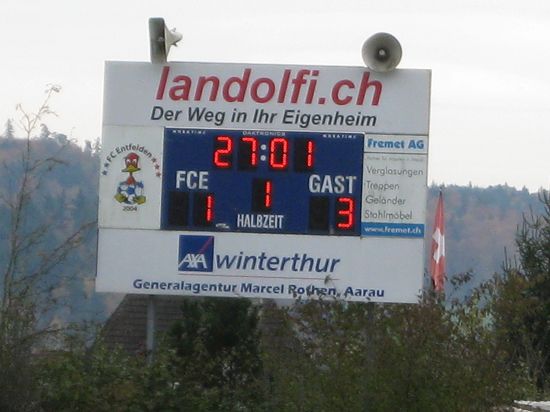 landolfi.ch
Der Weg in Ihr Eigenheim
DAKTRONICS
FC Entfelden
2004
27:01
FCE
1
GAST
1
HALBZEIT
3
Fremet AG
Verglasungen
Treppen
Geländer
Stahlmöbel
www.fremet.ch
AXA winterthur
Generalagentur Marcel Rothen, Aarau